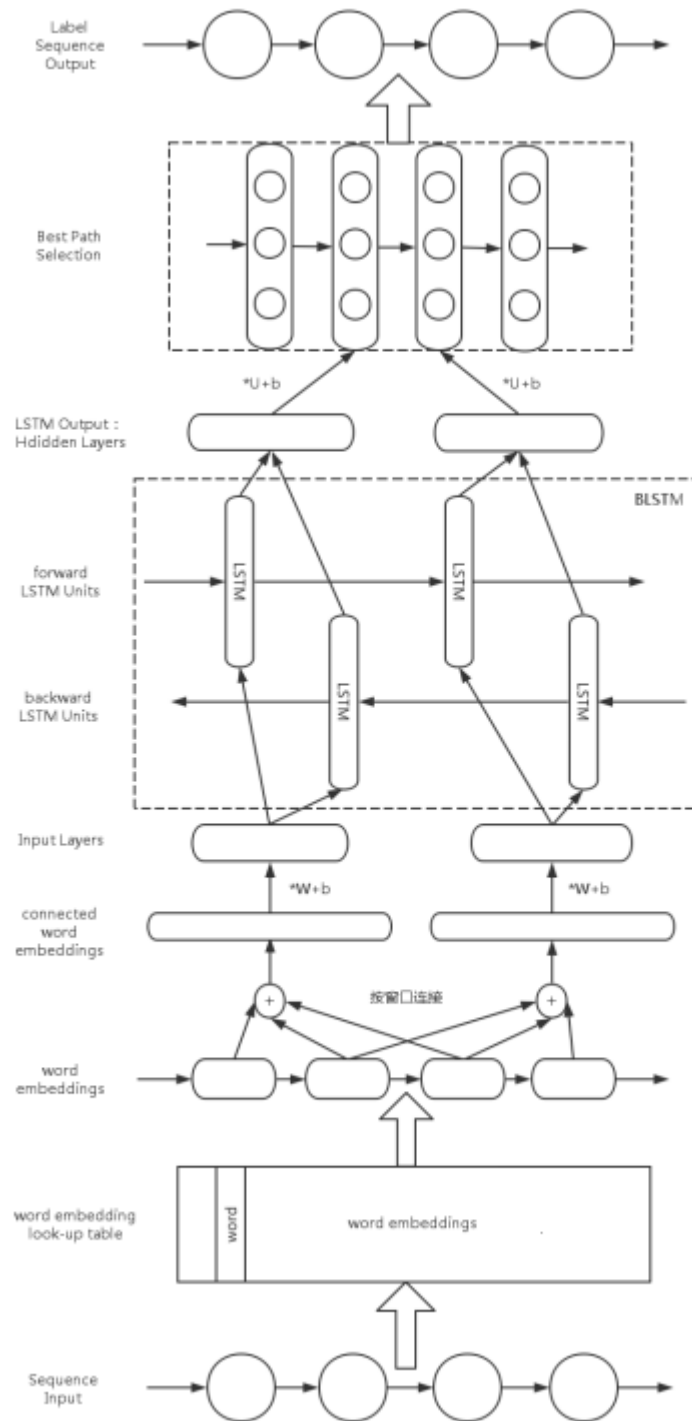 Label
Sequence
Output
Best Path
Selection
*U+b
*U+b
LSTM Output：
Hdidden Layers
BLSTM
LSTM
LSTM
forward
LSTM Units
LSTM
LSTM
backward
LSTM Units
Input Layers
*W+b
*W+b
connected
word
embeddings
+
按窗口连接
+
word
embeddings
word embedding
look-up table
word
word embeddings
Sequence
Input